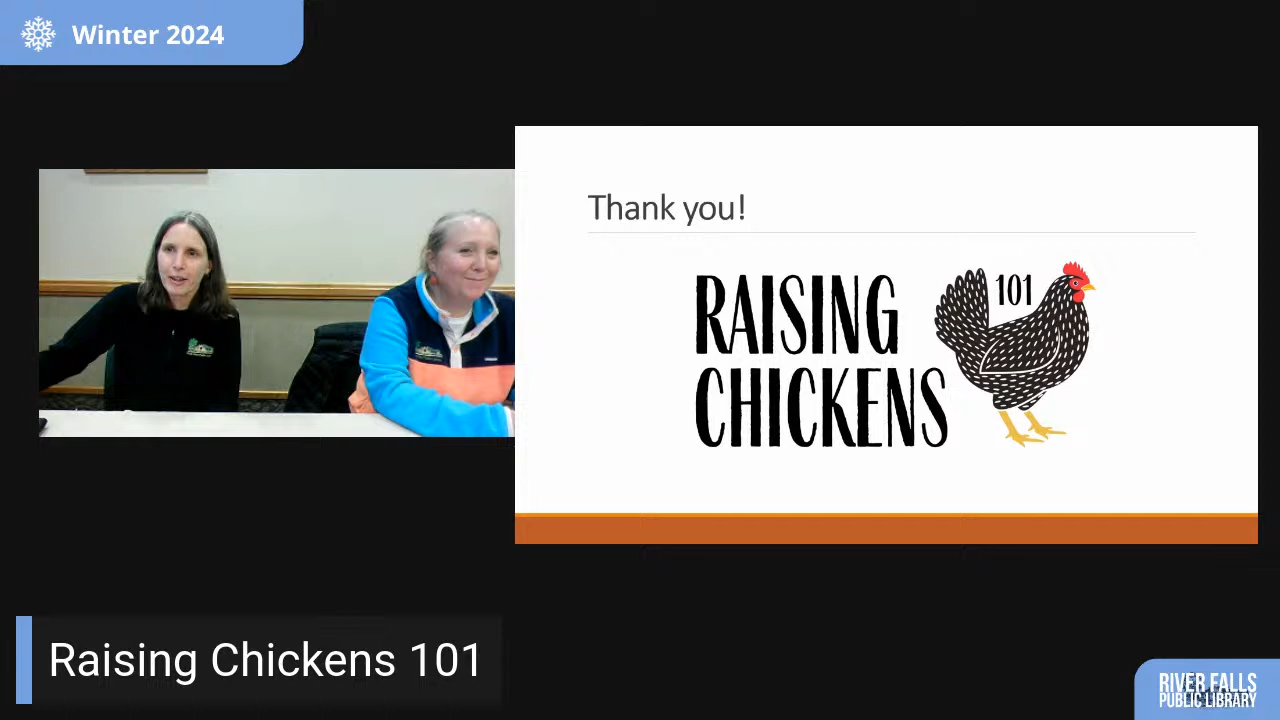 Winter 2024
Thank you!
RAISING
101
CHICKENS
Raising Chickens 101
RIVER FALLS
PUBLIC LIBRARY